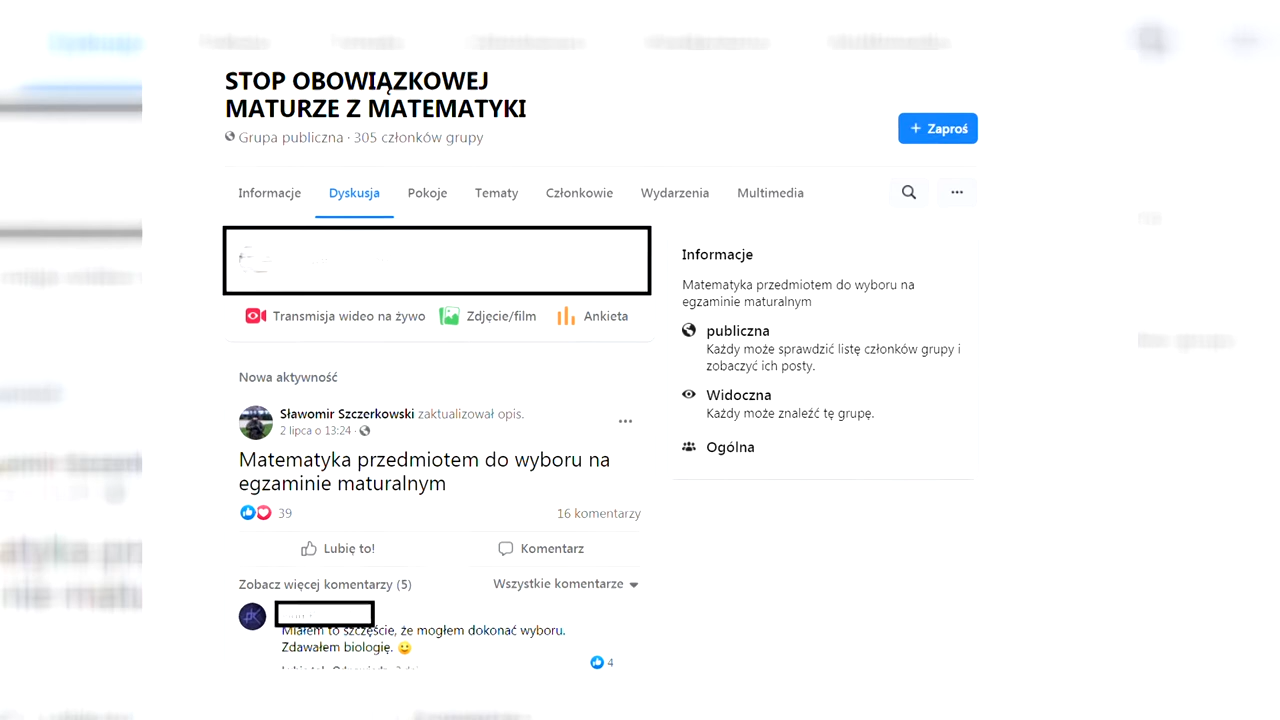 STOP OBOWIĄZKOWEJ
MATURZE Z MATEMATYKI
Grupa publiczna · 305 członków grupy
+ Zaproś
Informacje Dyskusja Pokoje Tematy Członkowie Wydarzenia Multimedia
Transmisja wideo na żywo Zdjęcie/film Ankieta
Nowa aktywność
Sławomir Szczerkowski zaktualizował opis.
2 lipca o 13:24 ·
Matematyka przedmiotem do wyboru na
egzaminie maturalnym
39 16 komentarzy
Lubię to! Komentarz
Zobacz więcej komentarzy (5) Wszystkie komentarze
Miałem to szczęście, że mogłem dokonać wyboru.
Zdawałem biologię. 🙂
4
Informacje
Matematyka przedmiotem do wyboru na
egzaminie maturalnym
publiczna
Każdy może sprawdzić listę członków grupy i
zobaczyć ich posty.
Widoczna
Każdy może znaleźć tę grupę.
Ogólna